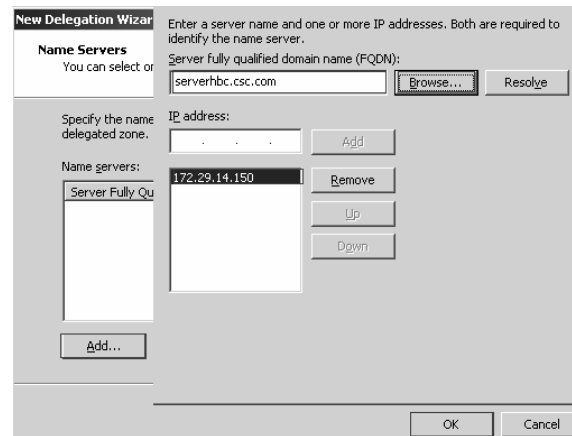 New Delegation Wizar
Name Servers
You can select or
Specify the name
delegated zone.
Name servers:
Server Fully Qu
Add...
Enter a server name and one or more IP addresses. Both are required to
identify the name server.
Server fully qualified domain name (FQDN):
serverhbc.csc.com
Browse...
Resolve
IP address:
. . .
Add
172.29.14.150
Remove
Up
Down
OK
Cancel